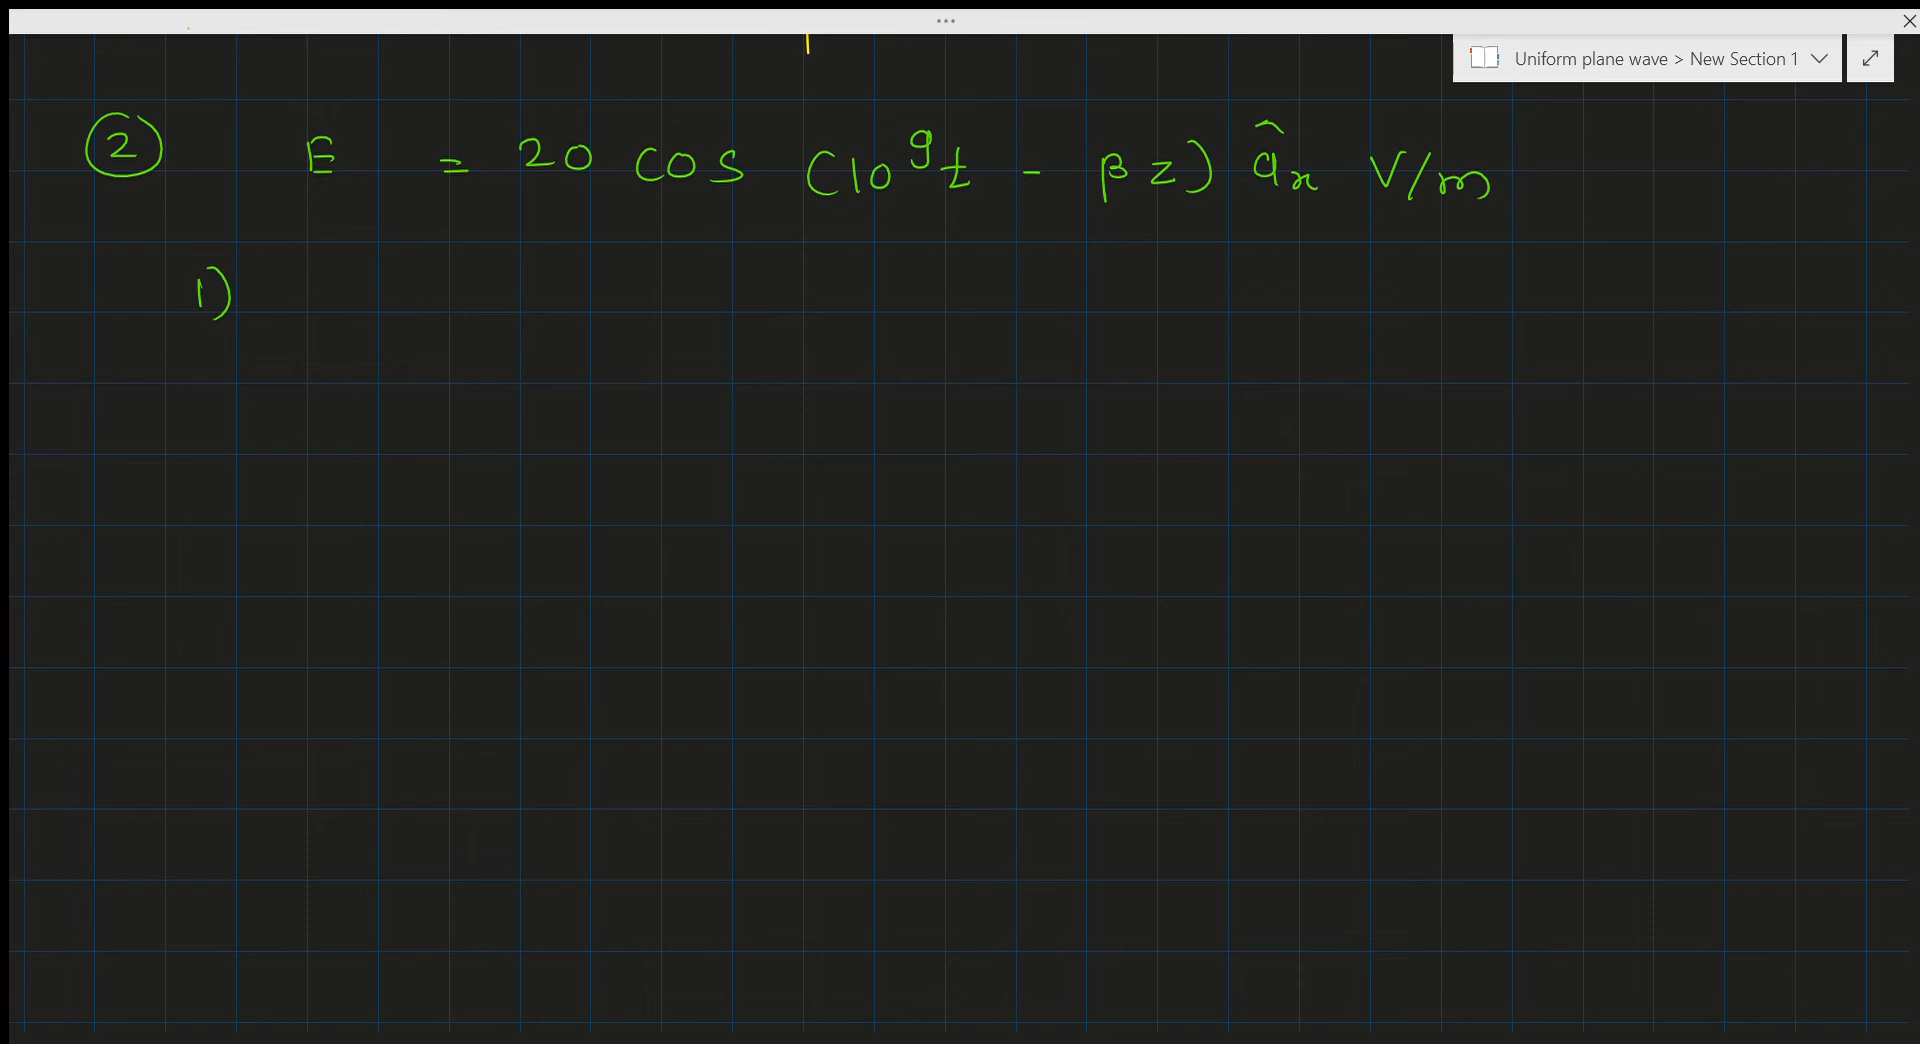 Uniform plane wave > New Section 1
② E = 20 cos (10⁹t - βz) âₓ V/m
1)